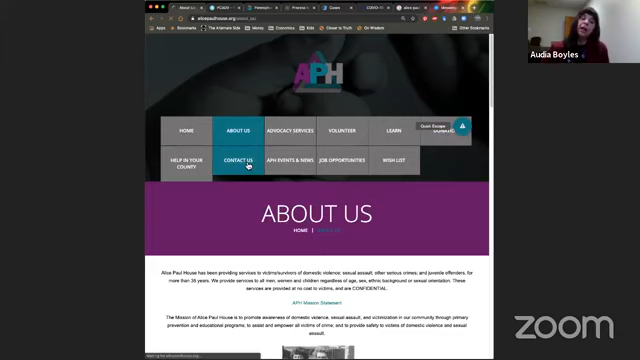 alicepaulhouse.org/about_us/
Apps
Bookmarks
The Alternate Side
Money
Economics
Kids
Closer to Truth
On Wisdom
Other Bookmarks
APH
HOME
ABOUT US
ADVOCACY SERVICES
VOLUNTEER
LEARN
Quick Escape
HELP IN YOUR
COUNTY
CONTACT US
APH EVENTS & NEWS
JOB OPPORTUNITIES
WISH LIST
ABOUT US
HOME | ABOUT US
Alice Paul House has been providing services to victims/survivors of domestic violence; sexual assault, other serious crimes; and juvenile offenders, for
more than 35 years. We provide services to all men, women and children regardless of age, sex, ethnic background or sexual orientation. These
services are provided at no cost to victims, and are CONFIDENTIAL.
APH Mission Statement
The Mission of Alice Paul House is to promote awareness of domestic violence, sexual assault, and victimization in our community through primary
prevention and educational programs; to assist and empower all victims of crime; and to provide safety to victims of domestic violence and sexual
assault.
Audia Boyles
zoom